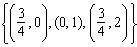 {(3/4, 0), (0, 1), (3/4, 2)}